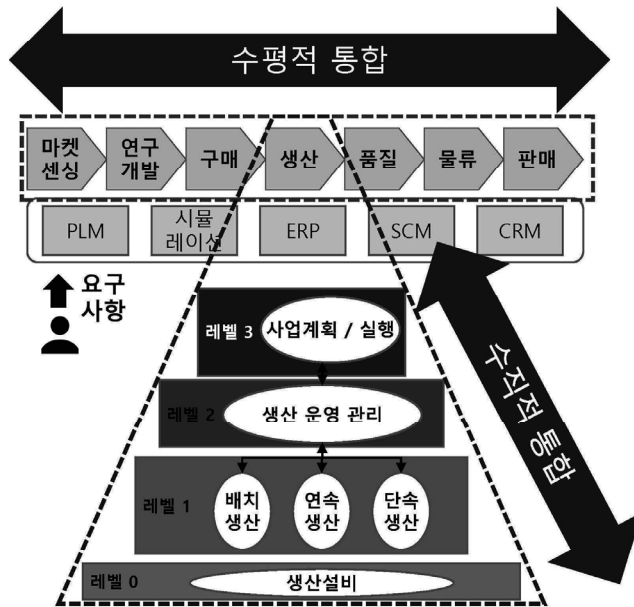 수평적 통합
마켓
센싱
연구
개발
구매
생산
품질
물류
판매
PLM
시뮬
레이션
ERP
SCM
CRM
요구
사항
수직적 통합
레벨 3
사업계획 / 실행
레벨 2
생산 운영 관리
레벨 1
배치
생산
연속
생산
단속
생산
레벨 0
생산설비